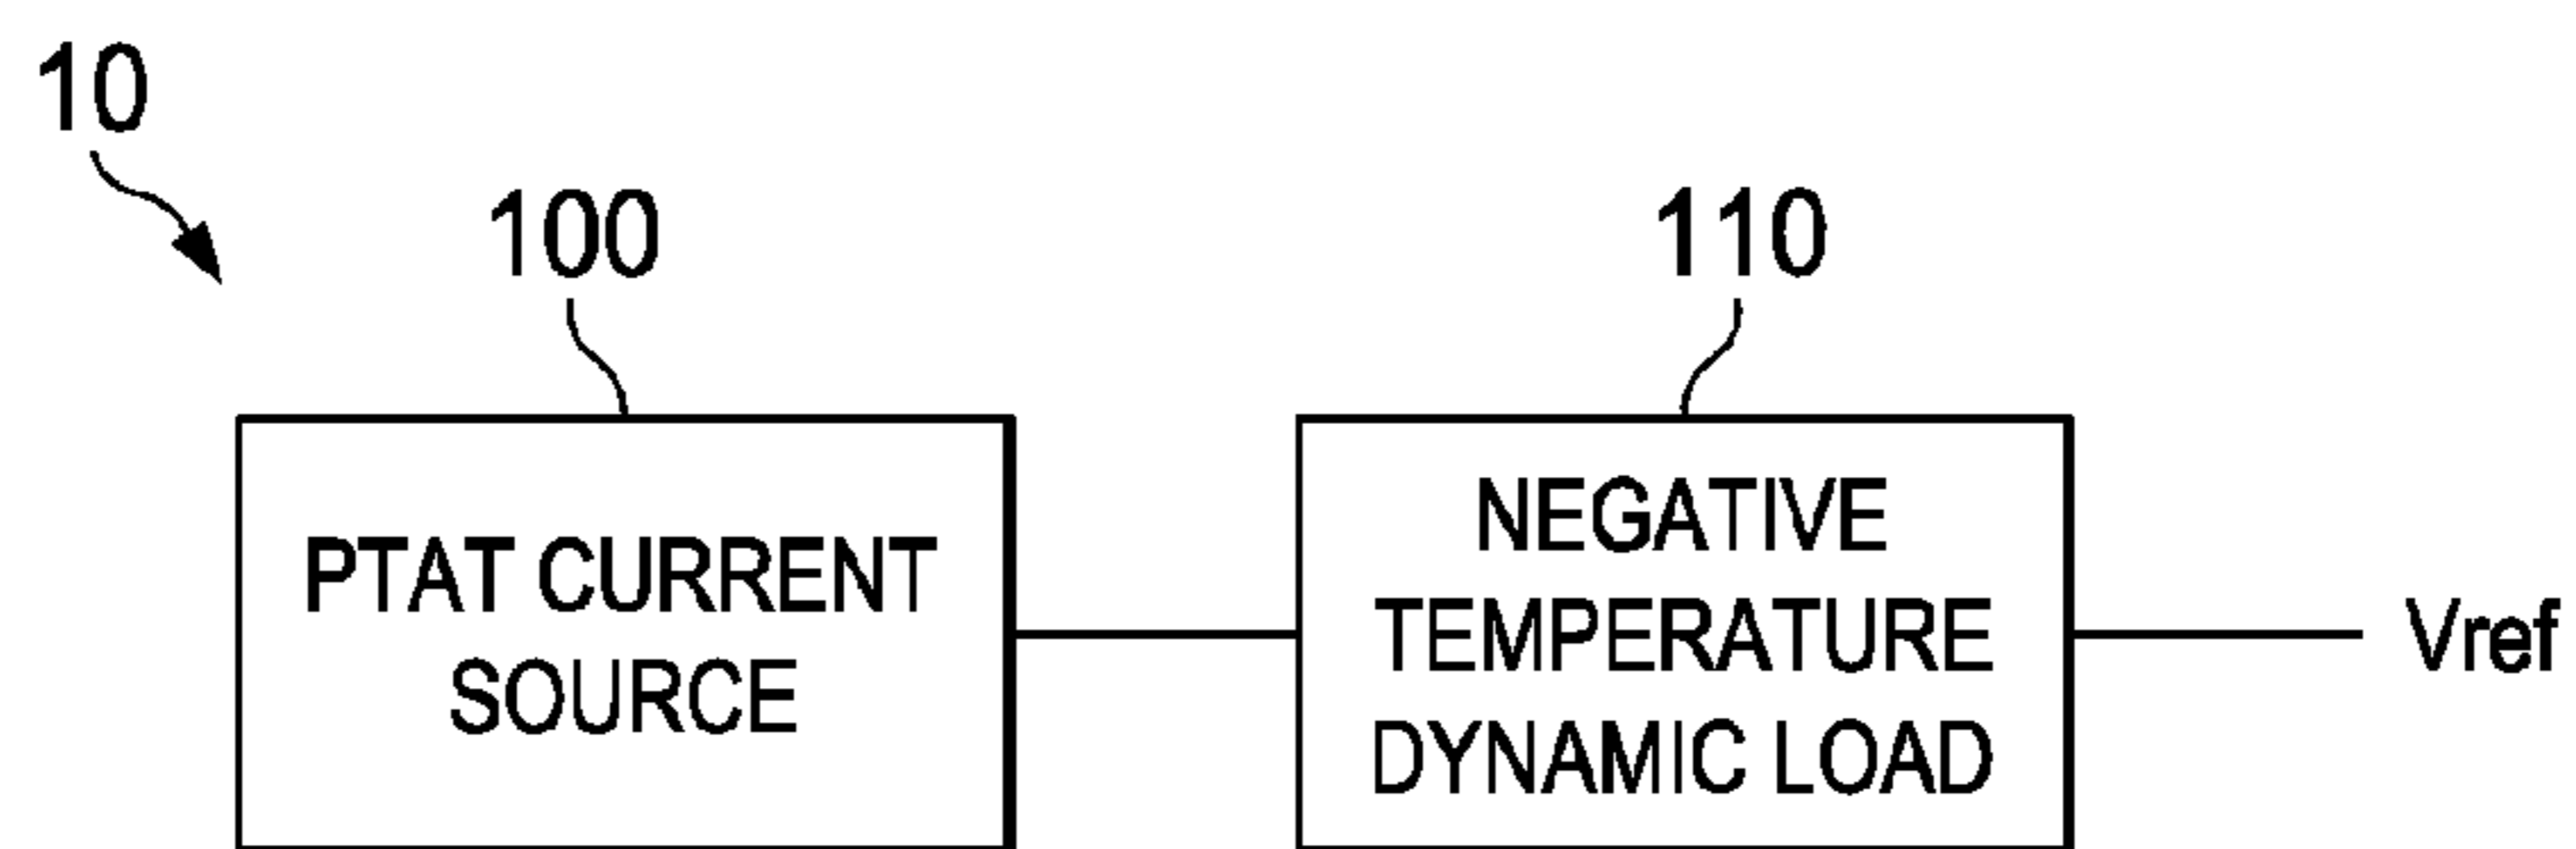 10
100
110
PTAT CURRENT
SOURCE
NEGATIVE
TEMPERATURE
DYNAMIC LOAD
Vref